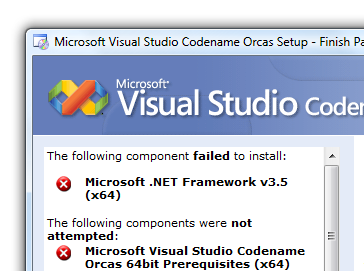 Microsoft Visual Studio Codename Orcas Setup - Finish Pa
Microsoft®
Visual Studio Coden
The following component failed to install:
Microsoft .NET Framework v3.5
(x64)
The following components were not
attempted:
Microsoft Visual Studio Codename
Orcas 64bit Prerequisites (x64)